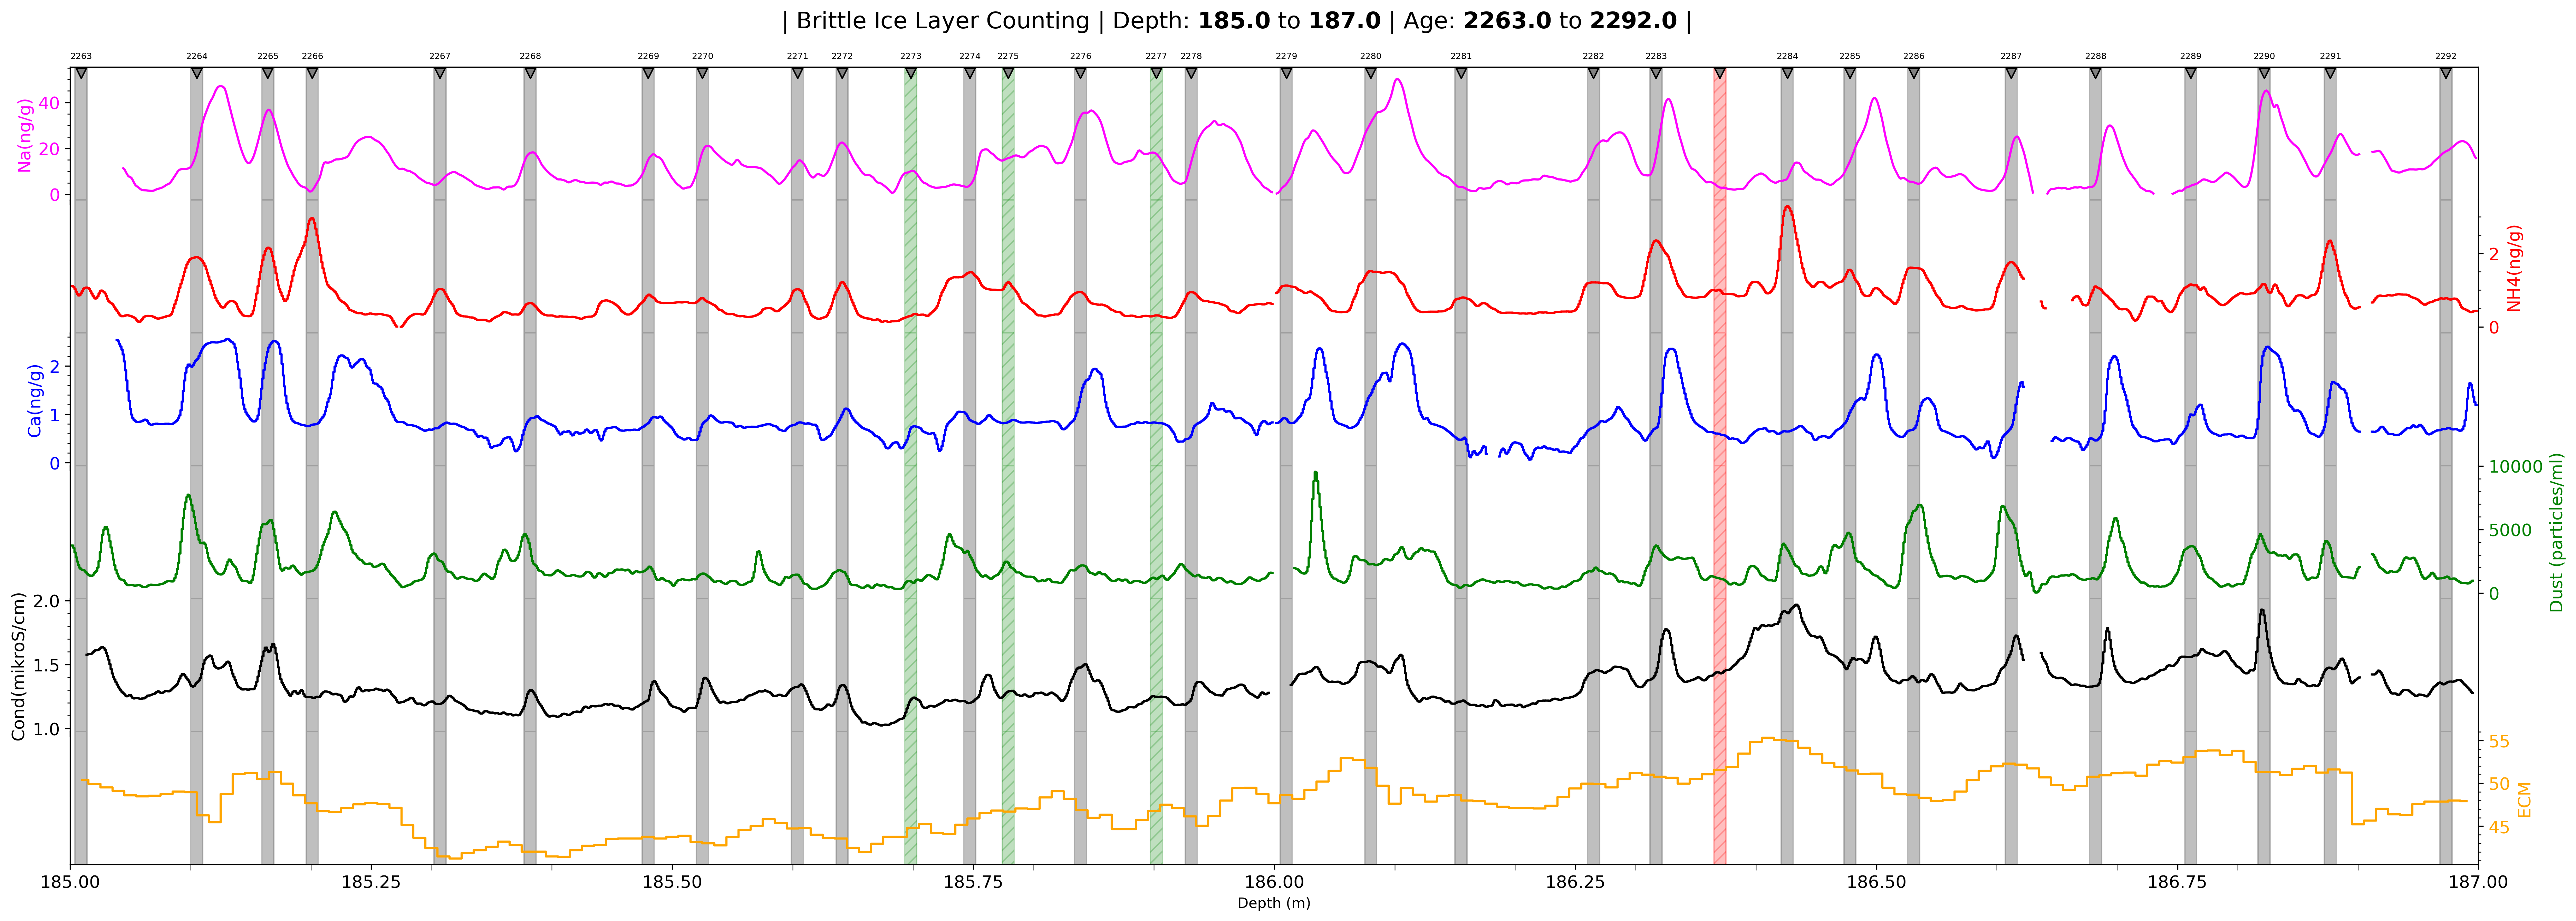 | Brittle Ice Layer Counting | Depth: 185.0 to 187.0 | Age: 2263.0 to 2292.0 |
2263 2264 2265 2266 2267 2268 2269 2270 2271 2272 2273 2274 2275 2276 2277 2278 2279 2280 2281 2282 2283 2284 2285 2286 2287 2288 2289 2290 2291 2292
Na(ng/g)
40
20
0
NH4(ng/g)
2
0
Ca(ng/g)
2
1
0
Dust (particles/ml)
10000
5000
0
Cond(mikroS/cm)
2.0
1.5
1.0
ECM
55
50
45
185.00 185.25 185.50 185.75 186.00 186.25 186.50 186.75 187.00
Depth (m)